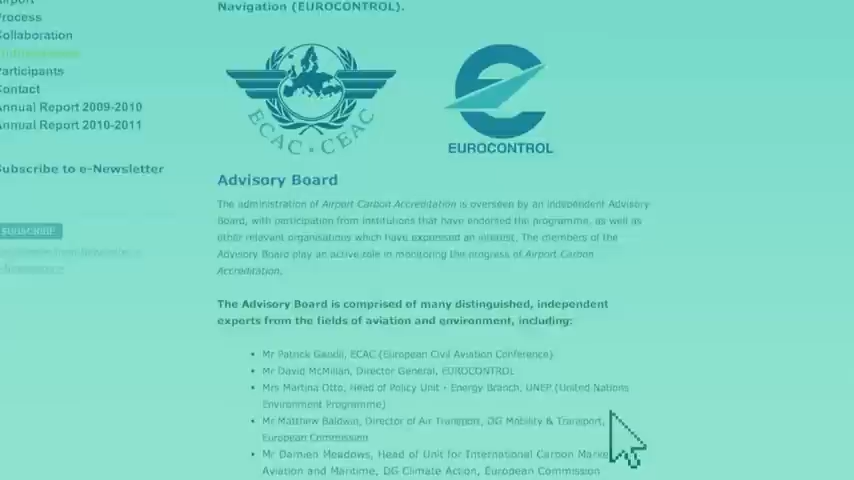 Airport
Process
Collaboration
Participants
Contact
Annual Report 2009-2010
Annual Report 2010-2011
Subscribe to e-Newsletter
SUBSCRIBE
Navigation (EUROCONTROL).
ECAC • CEAC
EUROCONTROL
Advisory Board
The administration of Airport Carbon Accreditation is overseen by an independent Advisory
Board, with participation from institutions that have endorsed the programme, as well as
other relevant organisations which have expressed an interest. The members of the
Advisory Board play an active role in monitoring the progress of Airport Carbon
Accreditation.
The Advisory Board is comprised of many distinguished, independent
experts from the fields of aviation and environment, including:
• Mr Patrick Gandil, ECAC (European Civil Aviation Conference)
• Mr David McMillan, Director General, EUROCONTROL
• Mrs Martina Otto, Head of Policy Unit - Energy Branch, UNEP (United Nations
Environment Programme)
• Mr Matthew Baldwin, Director of Air Transport, DG Mobility & Transport,
European Commission
• Mr Damien Meadows, Head of Unit for International Carbon Marke
Aviation and Maritime, DG Climate Action, European Commission